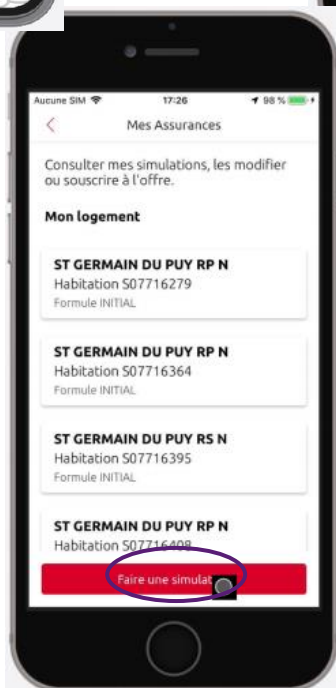 Aucune SIM 17:26 98 %
Mes Assurances
Consulter mes simulations, les modifier
ou souscrire à l'offre.
Mon logement
ST GERMAIN DU PUY RP N
Habitation S07716279
Formule INITIAL
ST GERMAIN DU PUY RP N
Habitation S07716364
Formule INITIAL
ST GERMAIN DU PUY RS N
Habitation S07716395
Formule INITIAL
ST GERMAIN DU PUY RP N
Habitation S07716408
Faire une simulat